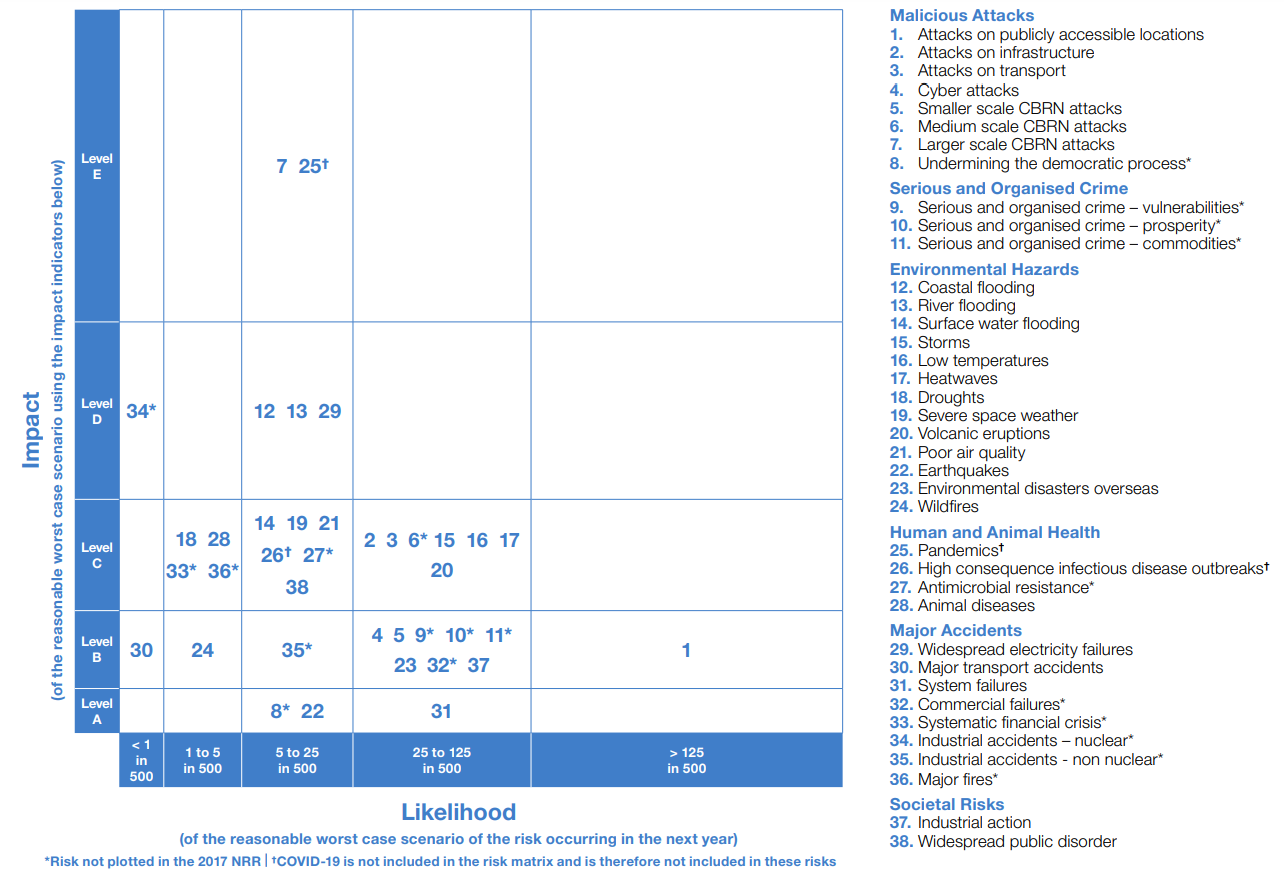 Impact
(of the reasonable worst case scenario using the impact indicators below)
Level
E
7 25†
Level
D
34*
12 13 29
Level
C
18 28
33* 36*
14 19 21
26† 27*
38
2 3 6* 15 16 17
20
Level
B
30
24
35*
4 5 9* 10* 11*
23 32* 37
1
Level
A
8* 22
31
< 1
in
500
1 to 5
in 500
5 to 25
in 500
25 to 125
in 500
> 125
in 500
Likelihood
(of the reasonable worst case scenario of the risk occurring in the next year)
*Risk not plotted in the 2017 NRR | †COVID-19 is not included in the risk matrix and is therefore not included in these risks
Malicious Attacks
1. Attacks on publicly accessible locations
2. Attacks on infrastructure
3. Attacks on transport
4. Cyber attacks
5. Smaller scale CBRN attacks
6. Medium scale CBRN attacks
7. Larger scale CBRN attacks
8. Undermining the democratic process*
Serious and Organised Crime
9. Serious and organised crime – vulnerabilities*
10. Serious and organised crime – prosperity*
11. Serious and organised crime – commodities*
Environmental Hazards
12. Coastal flooding
13. River flooding
14. Surface water flooding
15. Storms
16. Low temperatures
17. Heatwaves
18. Droughts
19. Severe space weather
20. Volcanic eruptions
21. Poor air quality
22. Earthquakes
23. Environmental disasters overseas
24. Wildfires
Human and Animal Health
25. Pandemics†
26. High consequence infectious disease outbreaks†
27. Antimicrobial resistance*
28. Animal diseases
Major Accidents
29. Widespread electricity failures
30. Major transport accidents
31. System failures
32. Commercial failures*
33. Systematic financial crisis*
34. Industrial accidents – nuclear*
35. Industrial accidents - non nuclear*
36. Major fires*
Societal Risks
37. Industrial action
38. Widespread public disorder